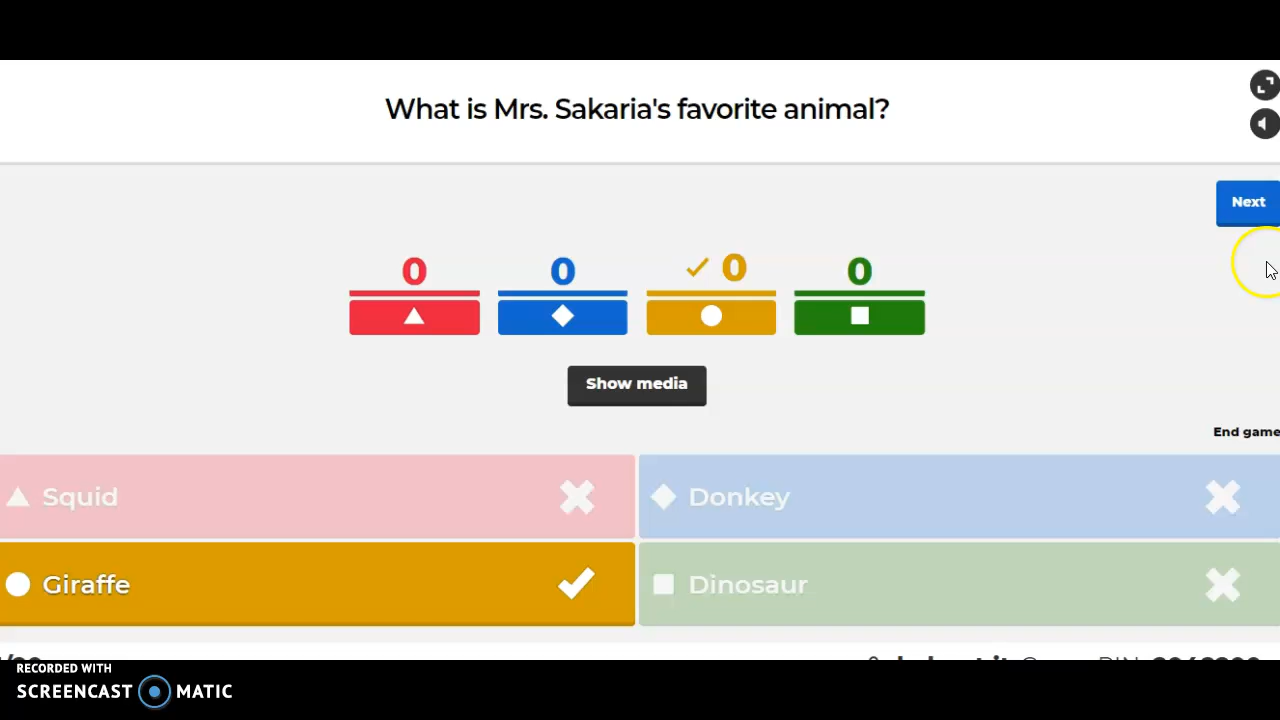 What is Mrs. Sakaria's favorite animal?
Next
0 0 0 0
Show media
End game
Squid
Donkey
Giraffe
Dinosaur
RECORDED WITH
SCREENCAST MATIC